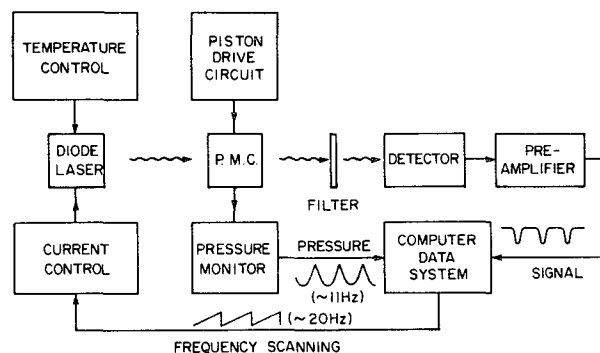 TEMPERATURE
CONTROL
PISTON
DRIVE
CIRCUIT
DIODE
LASER
P.M.C.
FILTER
DETECTOR
PRE-
AMPLIFIER
CURRENT
CONTROL
PRESSURE
MONITOR
PRESSURE
(~11Hz)
COMPUTER
DATA
SYSTEM
SIGNAL
(~20Hz)
FREQUENCY SCANNING